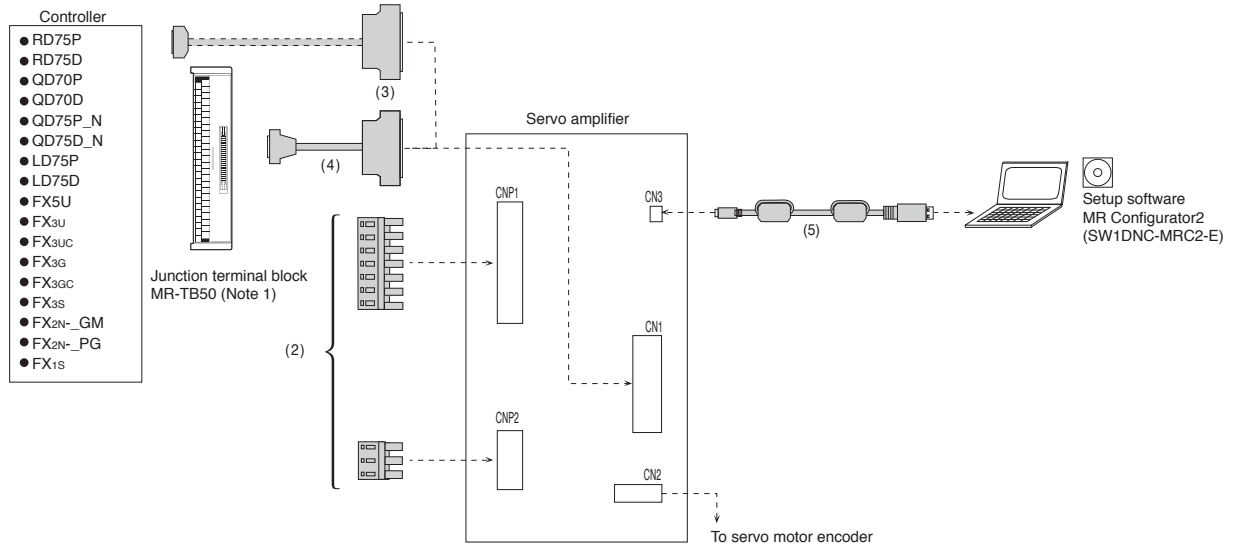 Controller
● RD75P
● RD75D
● QD70P
● QD70D
● QD75P_N
● QD75D_N
● LD75P
● LD75D
● FX5U
● FX3U
● FX3UC
● FX3G
● FX3GC
● FX3S
● FX2N-_GM
● FX2N-_PG
● FX1S
Junction terminal block
MR-TB50 (Note 1)
(3)
(4)
(2)
Servo amplifier
CNP1
CNP2
CN3
CN1
CN2
To servo motor encoder
(5)
Setup software
MR Configurator2
(SW1DNC-MRC2-E)